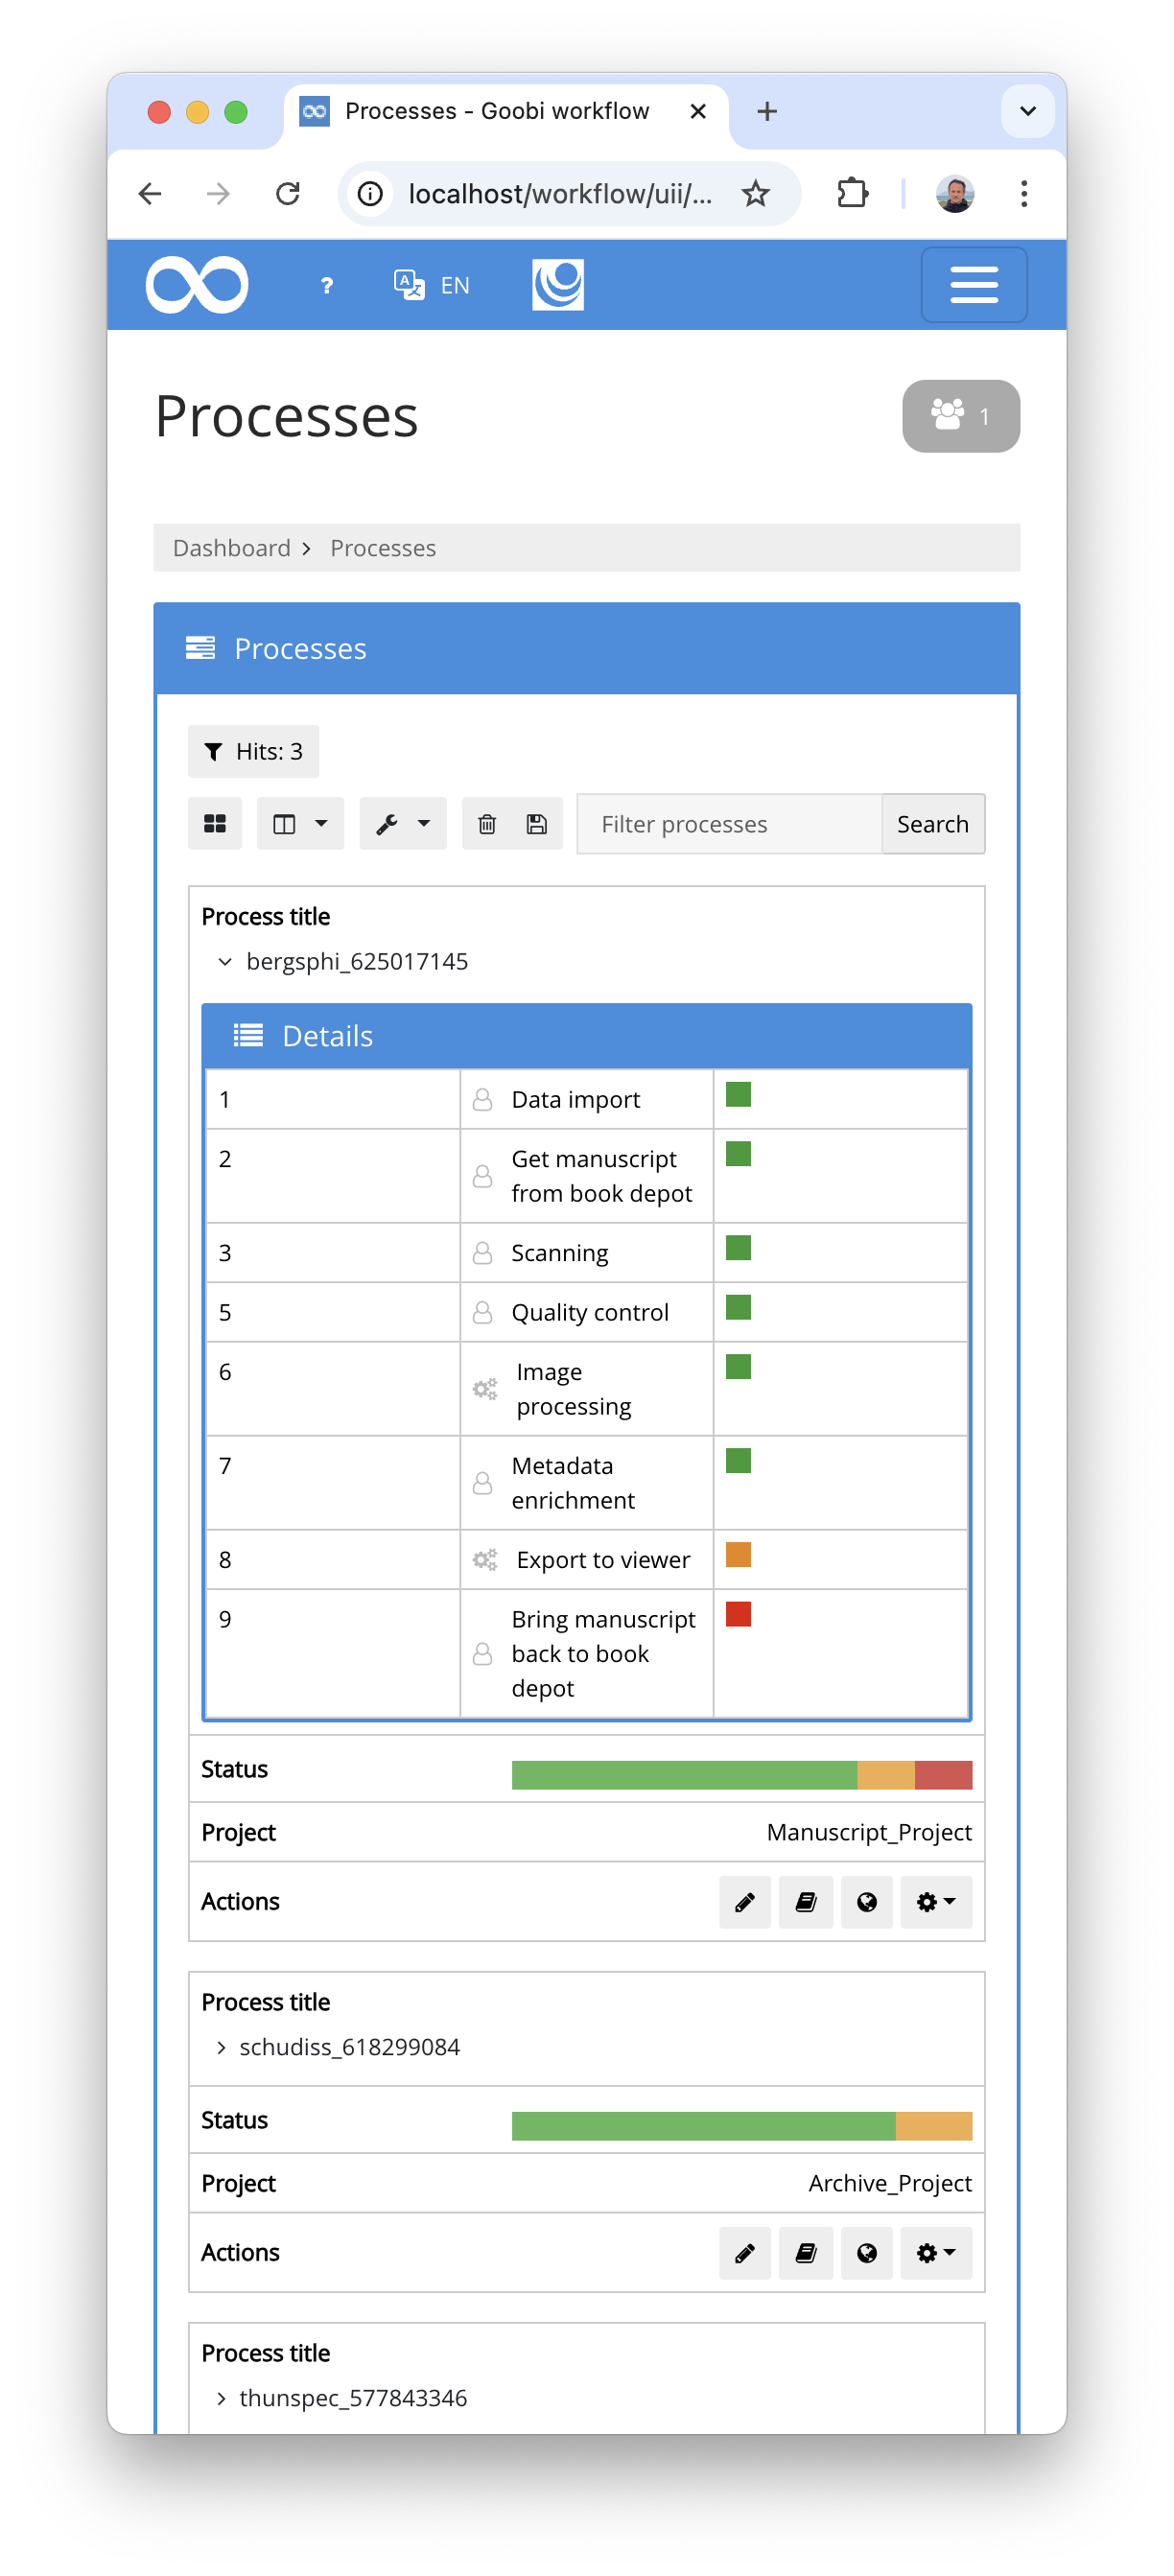 Processes - Goobi workflow
localhost/workflow/uii/...
? EN
Processes
1
Dashboard Processes
Processes
Hits: 3
Filter processes Search
Process title
bergsphi_625017145
Details
1 Data import
2 Get manuscript
from book depot
3 Scanning
5 Quality control
6 Image
processing
7 Metadata
enrichment
8 Export to viewer
9 Bring manuscript
back to book
depot
Status
Project Manuscript_Project
Actions
Process title
schudiss_618299084
Status
Project Archive_Project
Actions
Process title
thunspec_577843346